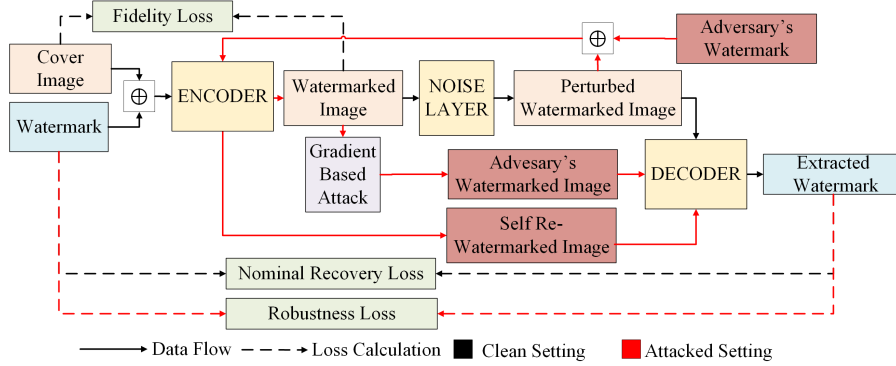 Fidelity Loss
Adversary's
Watermark
Cover
Image
⊕
⊕
ENCODER
Watermarked
Image
NOISE
LAYER
Perturbed
Watermarked Image
Watermark
Gradient
Based
Attack
Advesary's
Watermarked Image
DECODER
Extracted
Watermark
Self Re-
Watermarked Image
Nominal Recovery Loss
Robustness Loss
Data Flow
Loss Calculation
Clean Setting
Attacked Setting